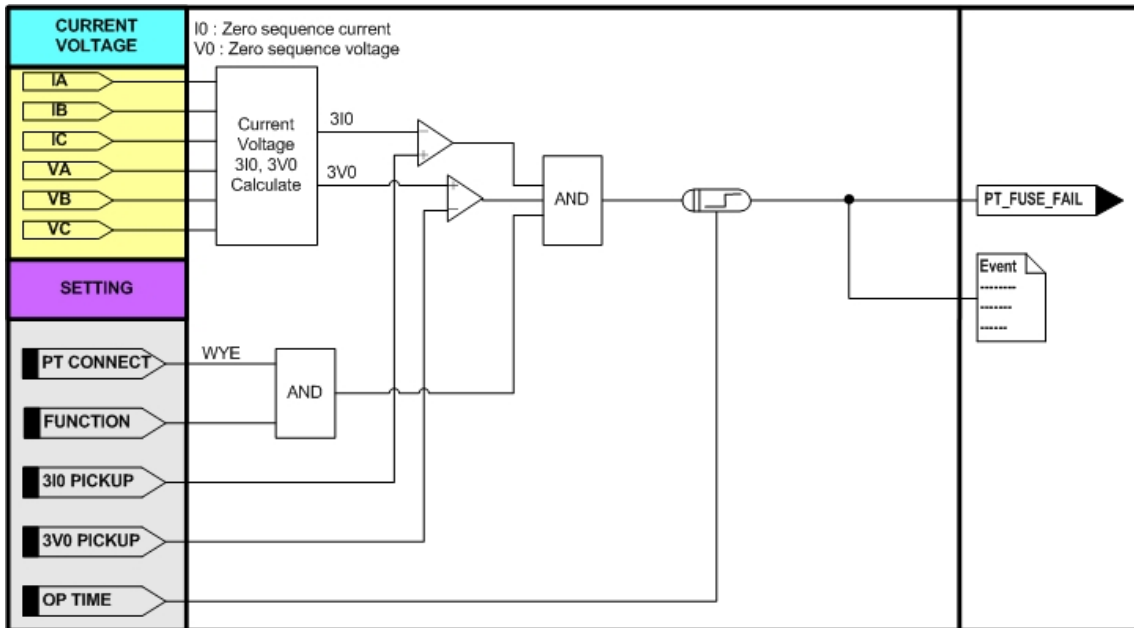 CURRENT
VOLTAGE
I0 : Zero sequence current
V0 : Zero sequence voltage
IA
IB
IC
VA
VB
VC
Current
Voltage
3I0, 3V0
Calculate
3I0
3V0
AND
PT_FUSE_FAIL
Event
SETTING
PT CONNECT
WYE
AND
FUNCTION
3I0 PICKUP
3V0 PICKUP
OP TIME